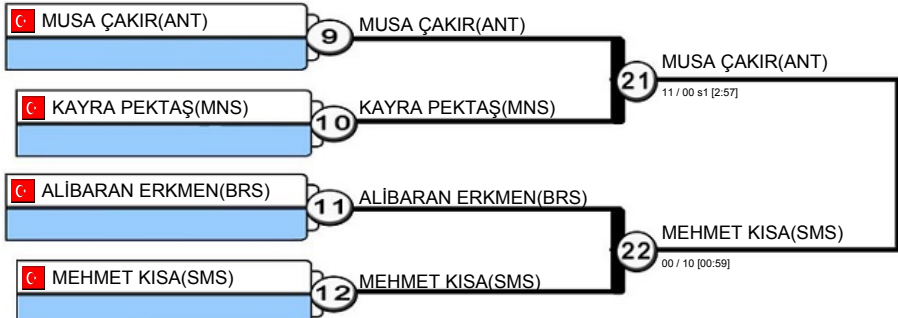 MUSA ÇAKIR(ANT)
9
MUSA ÇAKIR(ANT)
KAYRA PEKTAŞ(MNS)
10
KAYRA PEKTAŞ(MNS)
21
MUSA ÇAKIR(ANT)
11 / 00 s1 [2:57]
ALİBARAN ERKMEN(BRS)
11
ALİBARAN ERKMEN(BRS)
MEHMET KISA(SMS)
12
MEHMET KISA(SMS)
22
MEHMET KISA(SMS)
00 / 10 [00:59]